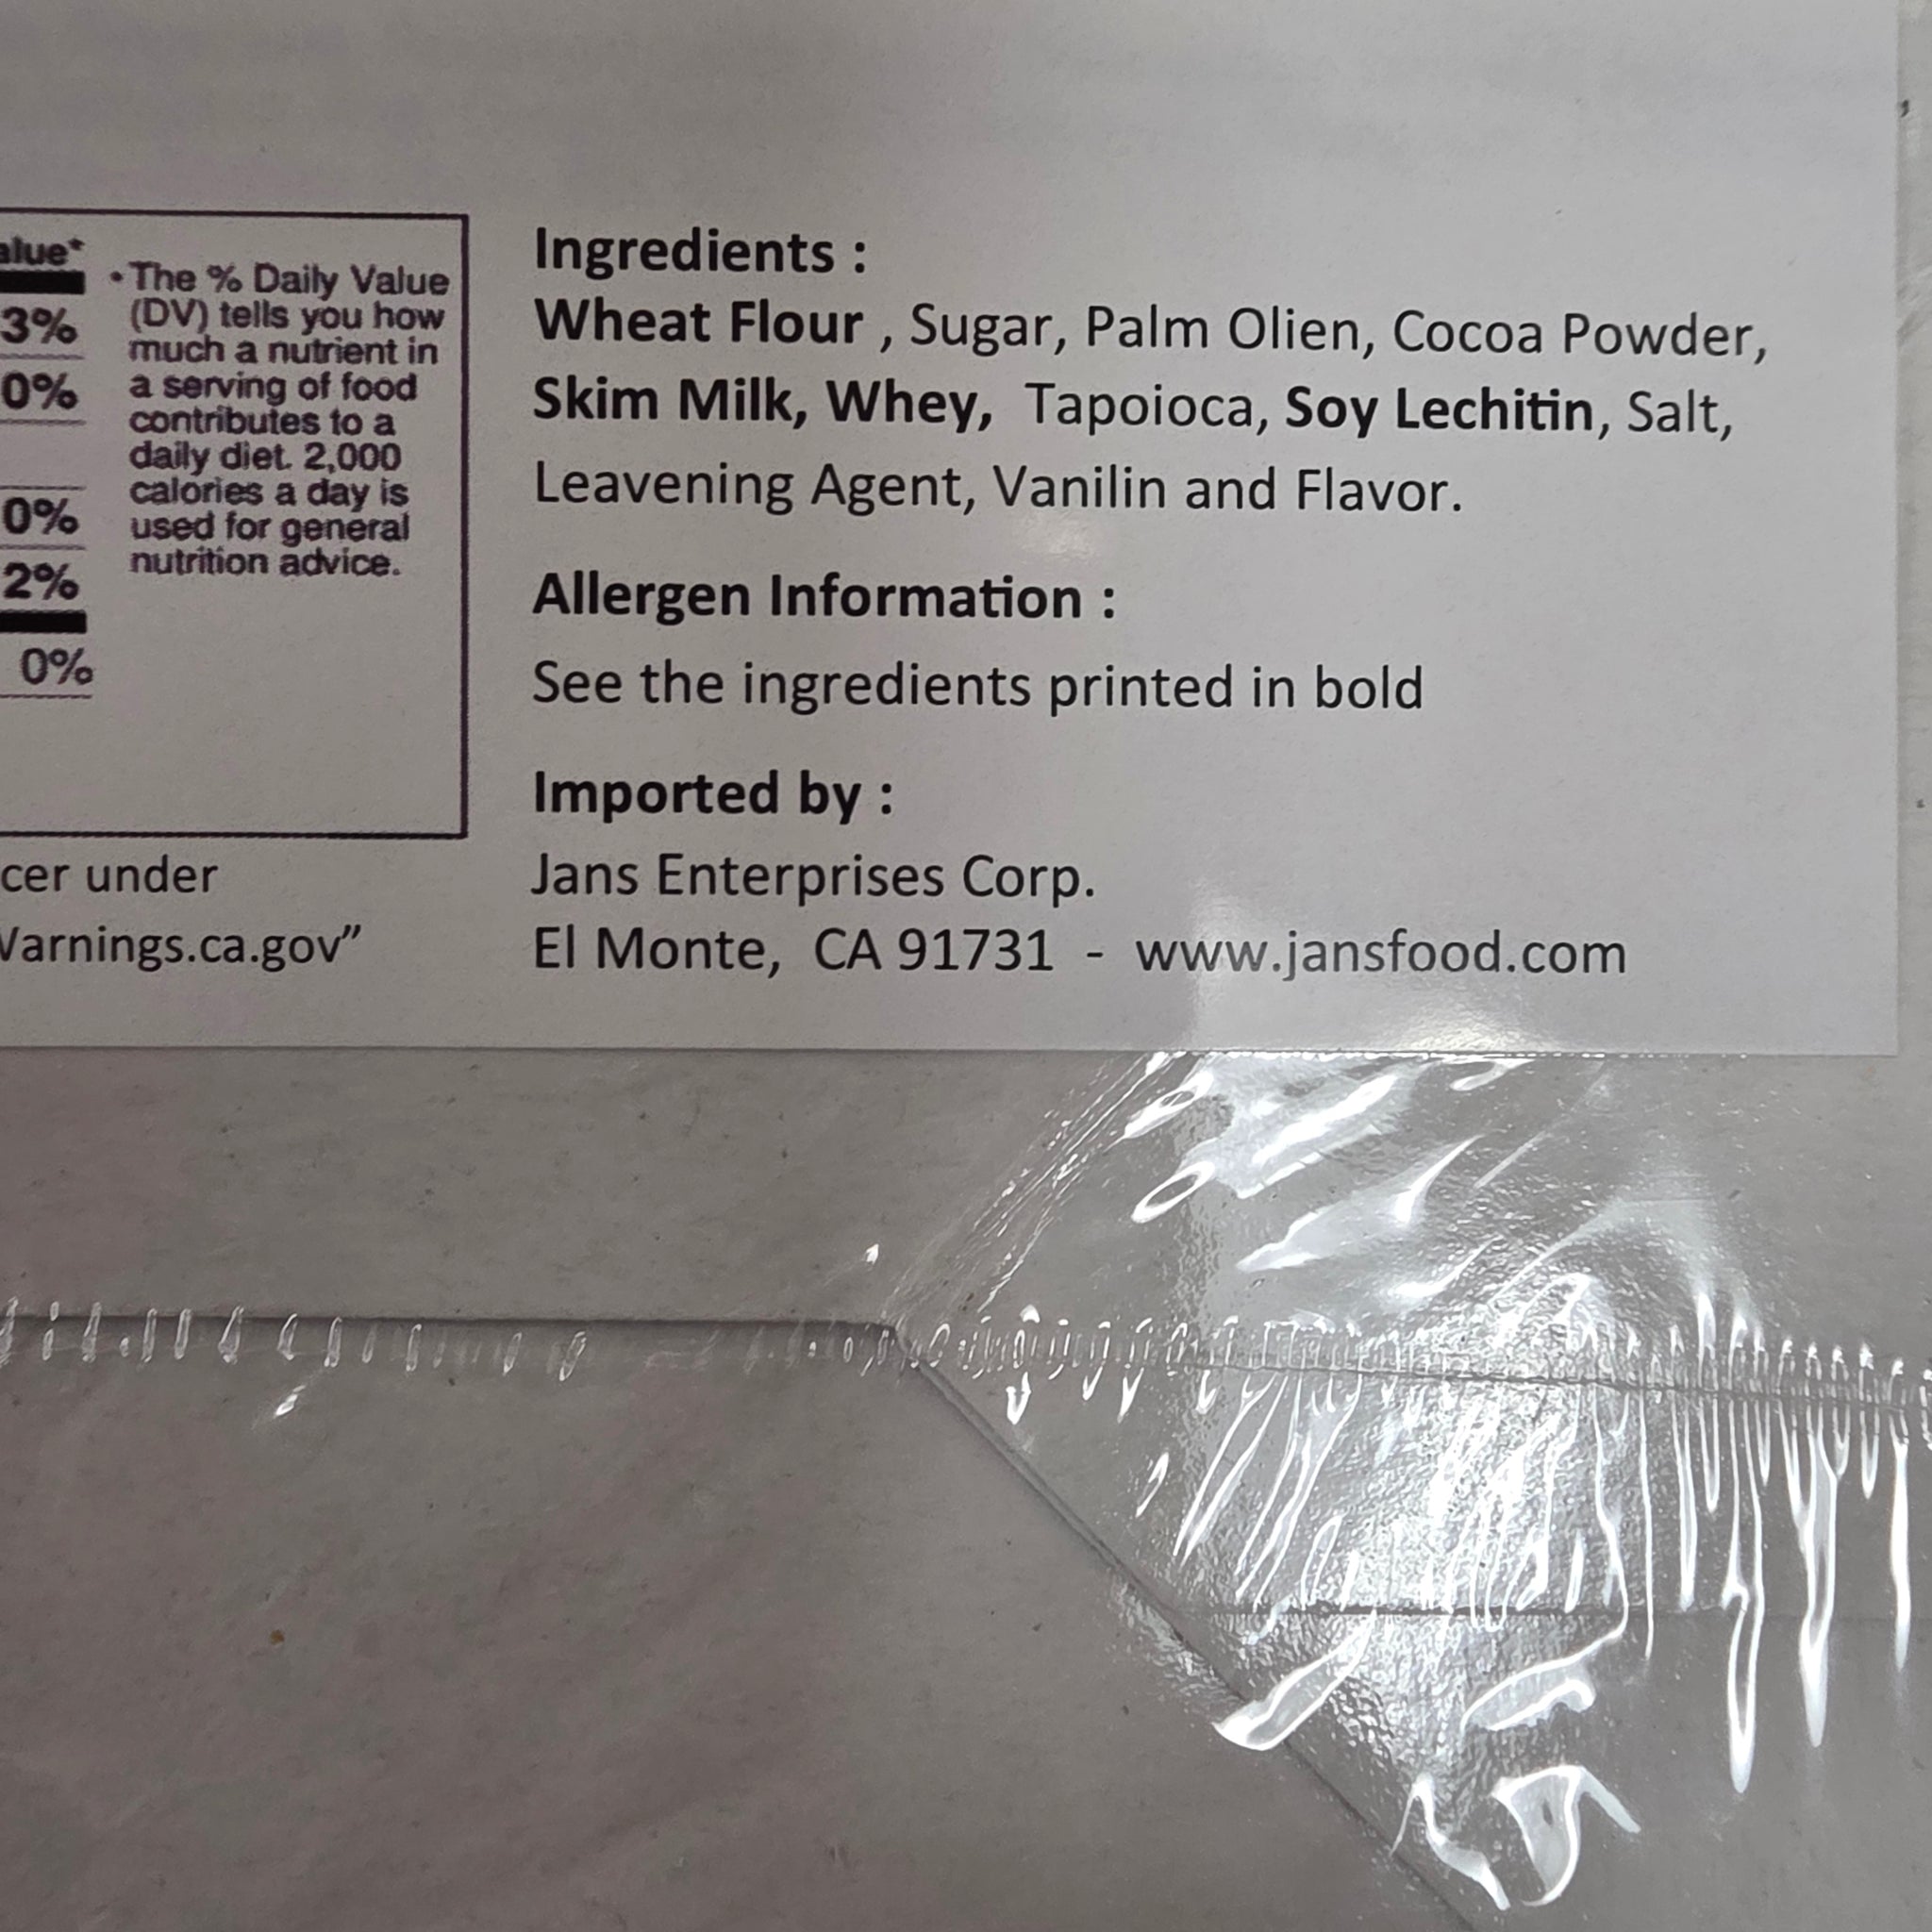 alue*
3%
0%
0%
2%
0%
• The % Daily Value
(DV) tells you how
much a nutrient in
a serving of food
contributes to a
daily diet. 2,000
calories a day is
used for general
nutrition advice.
cer under
Warnings.ca.gov”
Ingredients :
Wheat Flour , Sugar, Palm Olien, Cocoa Powder,
Skim Milk, Whey, Tapoioca, Soy Lechitin, Salt,
Leavening Agent, Vanilin and Flavor.
Allergen Information :
See the ingredients printed in bold
Imported by :
Jans Enterprises Corp.
El Monte, CA 91731 - www.jansfood.com